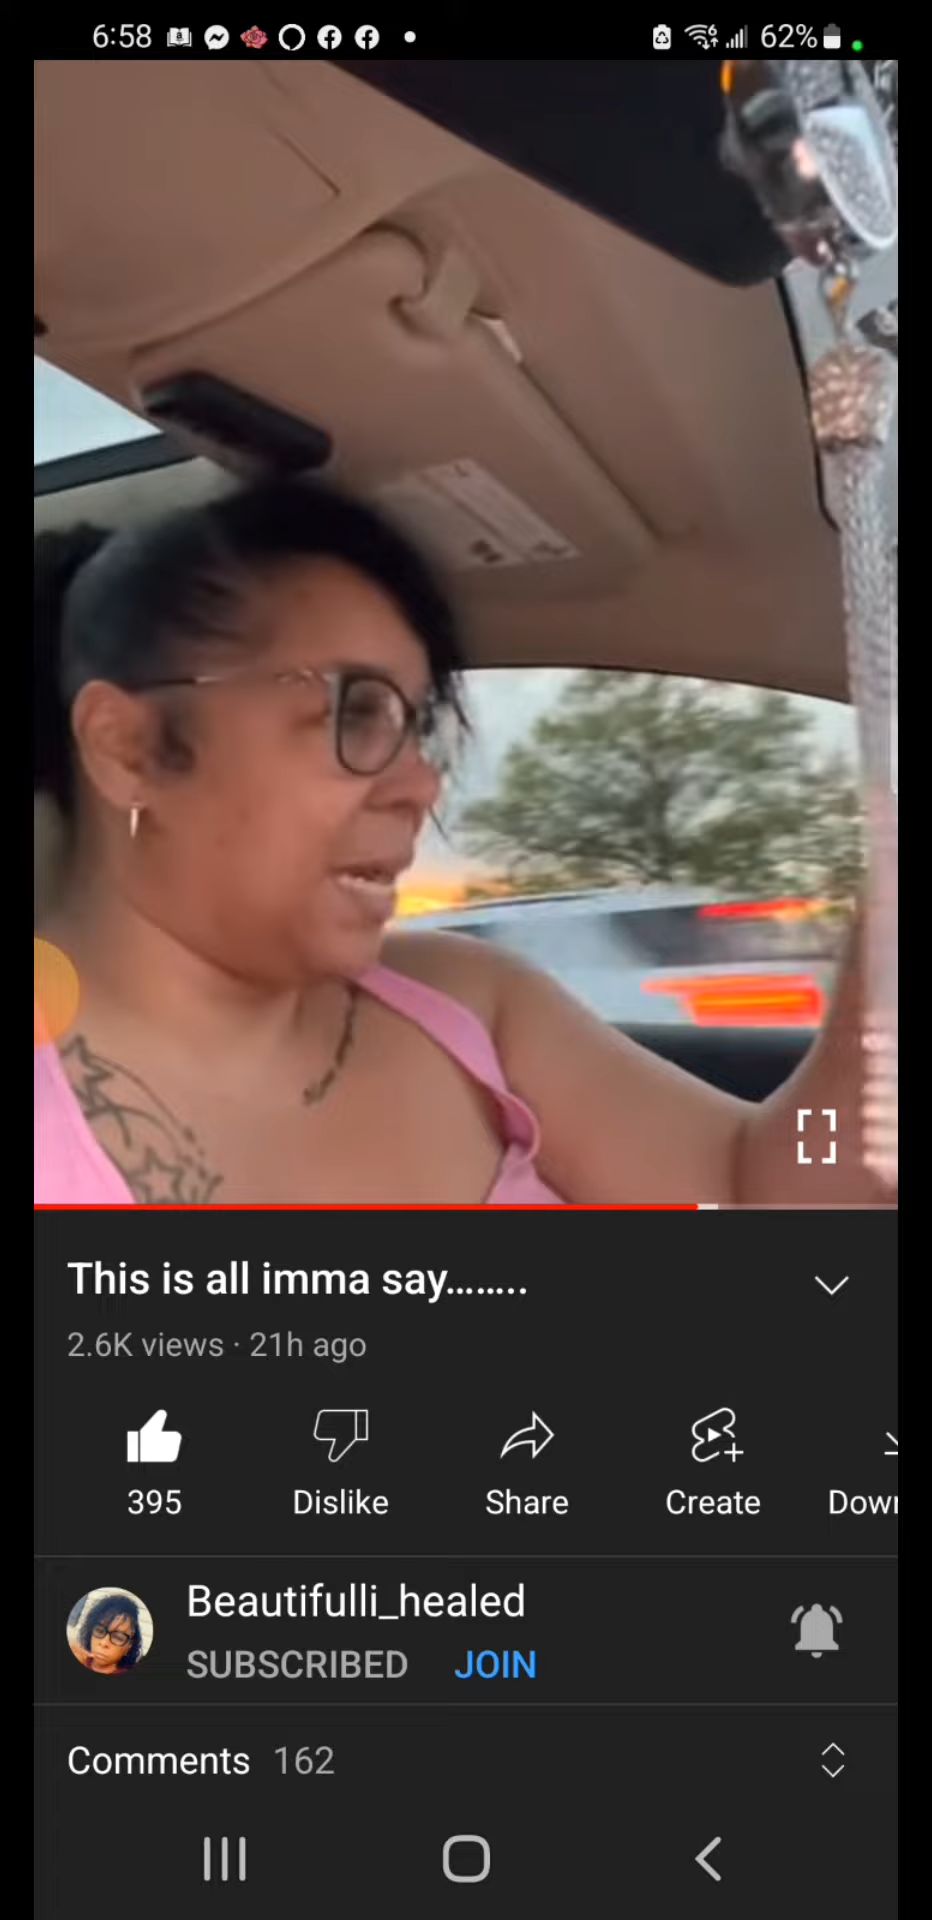 6:58
62%
This is all imma say........
2.6K views · 21h ago
395
Dislike
Share
Create
Down
Beautifulli_healed
SUBSCRIBED
JOIN
Comments 162